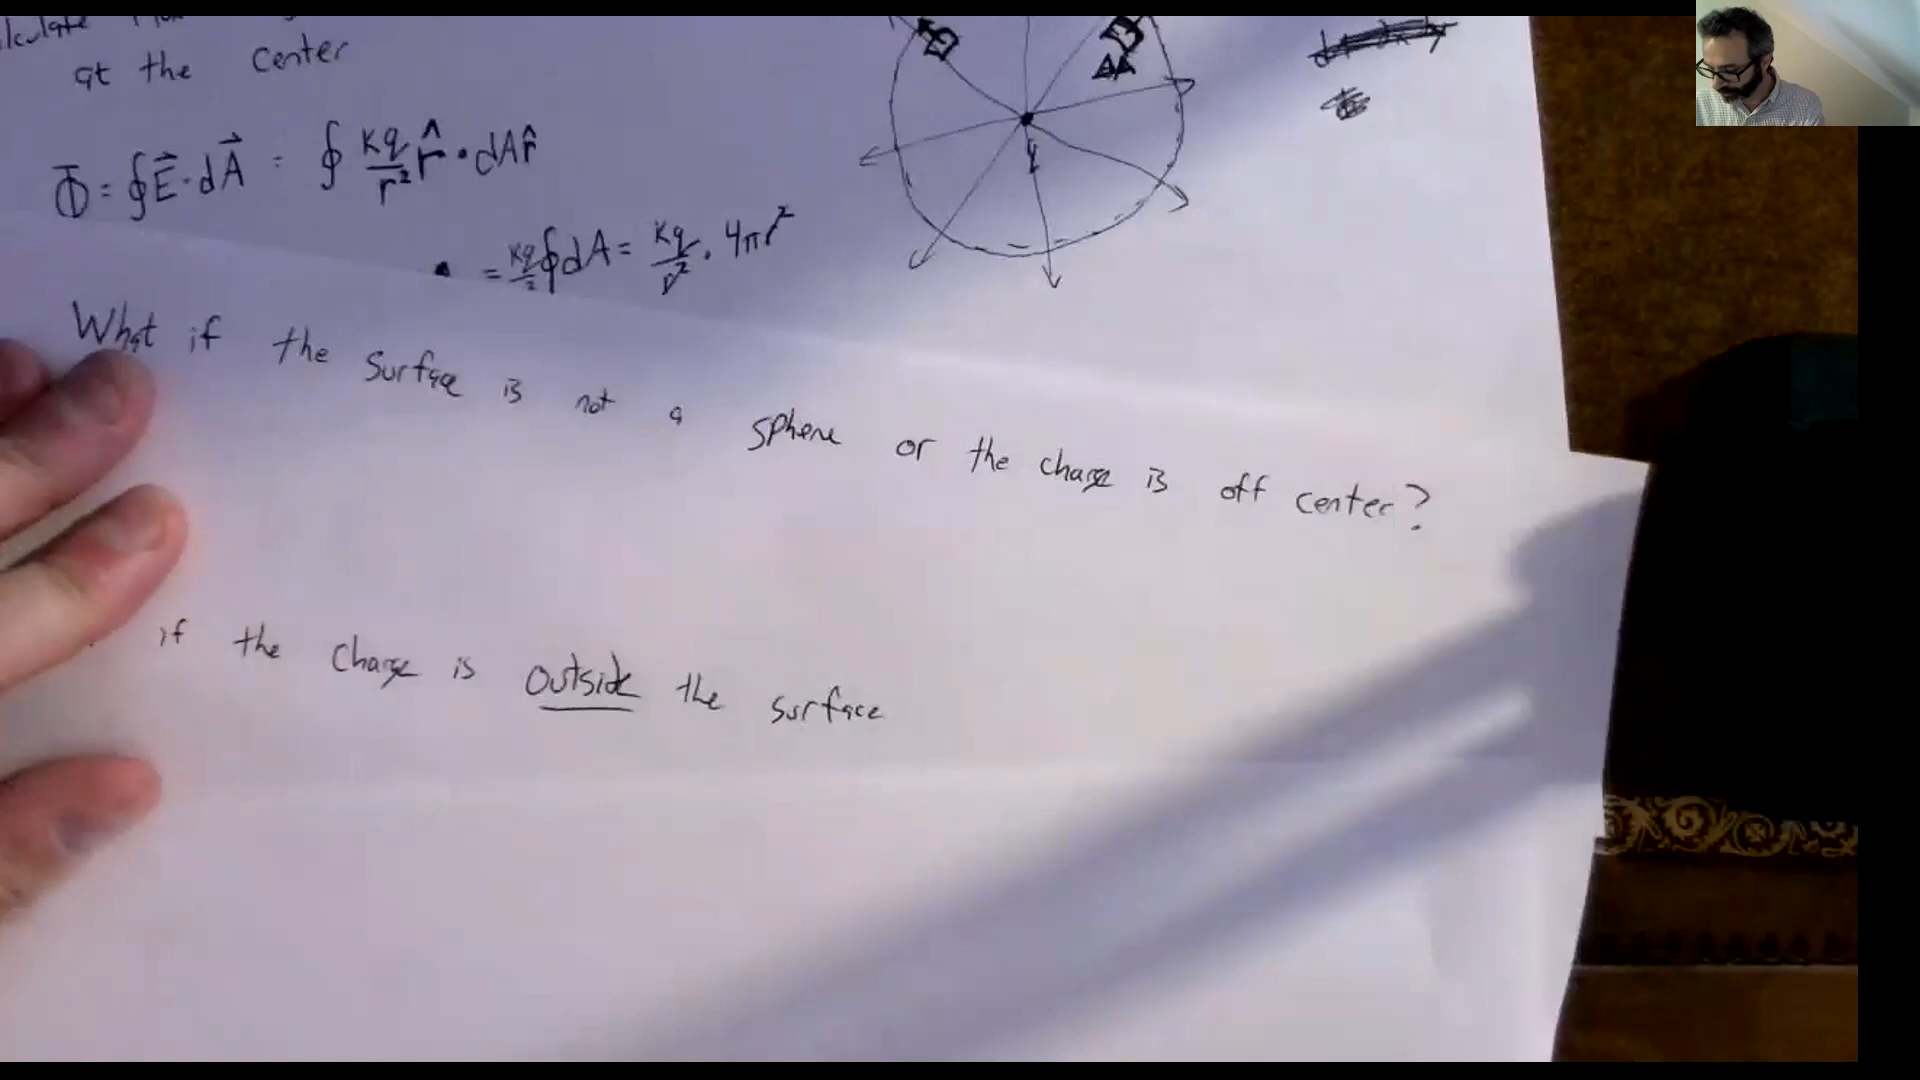 at the center
Φ = ∮E⃗·dA⃗ = ∮ kq/r² r̂ · dA r̂
= kq/r² ∮dA = kq/r² · 4πr²
What if the surface is not a sphere or the charge is off center?
if the charge is outside the surface